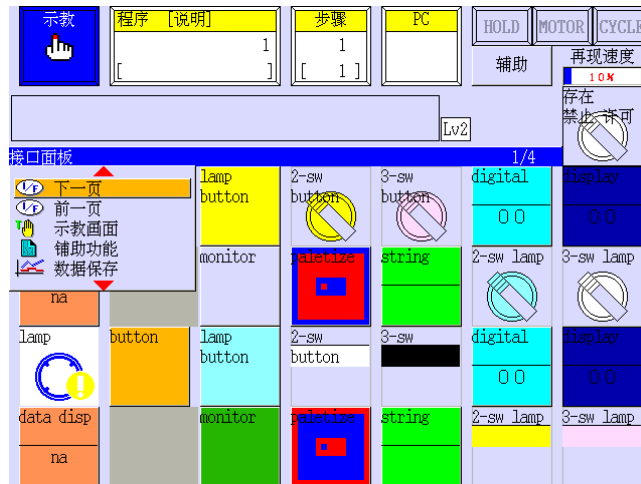 示教
程序 [说明]
步骤
PC
HOLD
MOTOR
CYCLE
1
[ ]
1
[ 1 ]
辅助
再现速度
10%
存在
禁止 许可
Lv2
接口面板
1/4
下一页
前一页
示教画面
辅助功能
数据保存
lamp
button
2-sw
button
3-sw
button
digital
00
display
00
na
monitor
paletize
string
2-sw lamp
3-sw lamp
lamp
button
lamp
button
2-sw
button
3-sw
digital
00
display
00
data disp
na
monitor
paletize
string
2-sw lamp
3-sw lamp